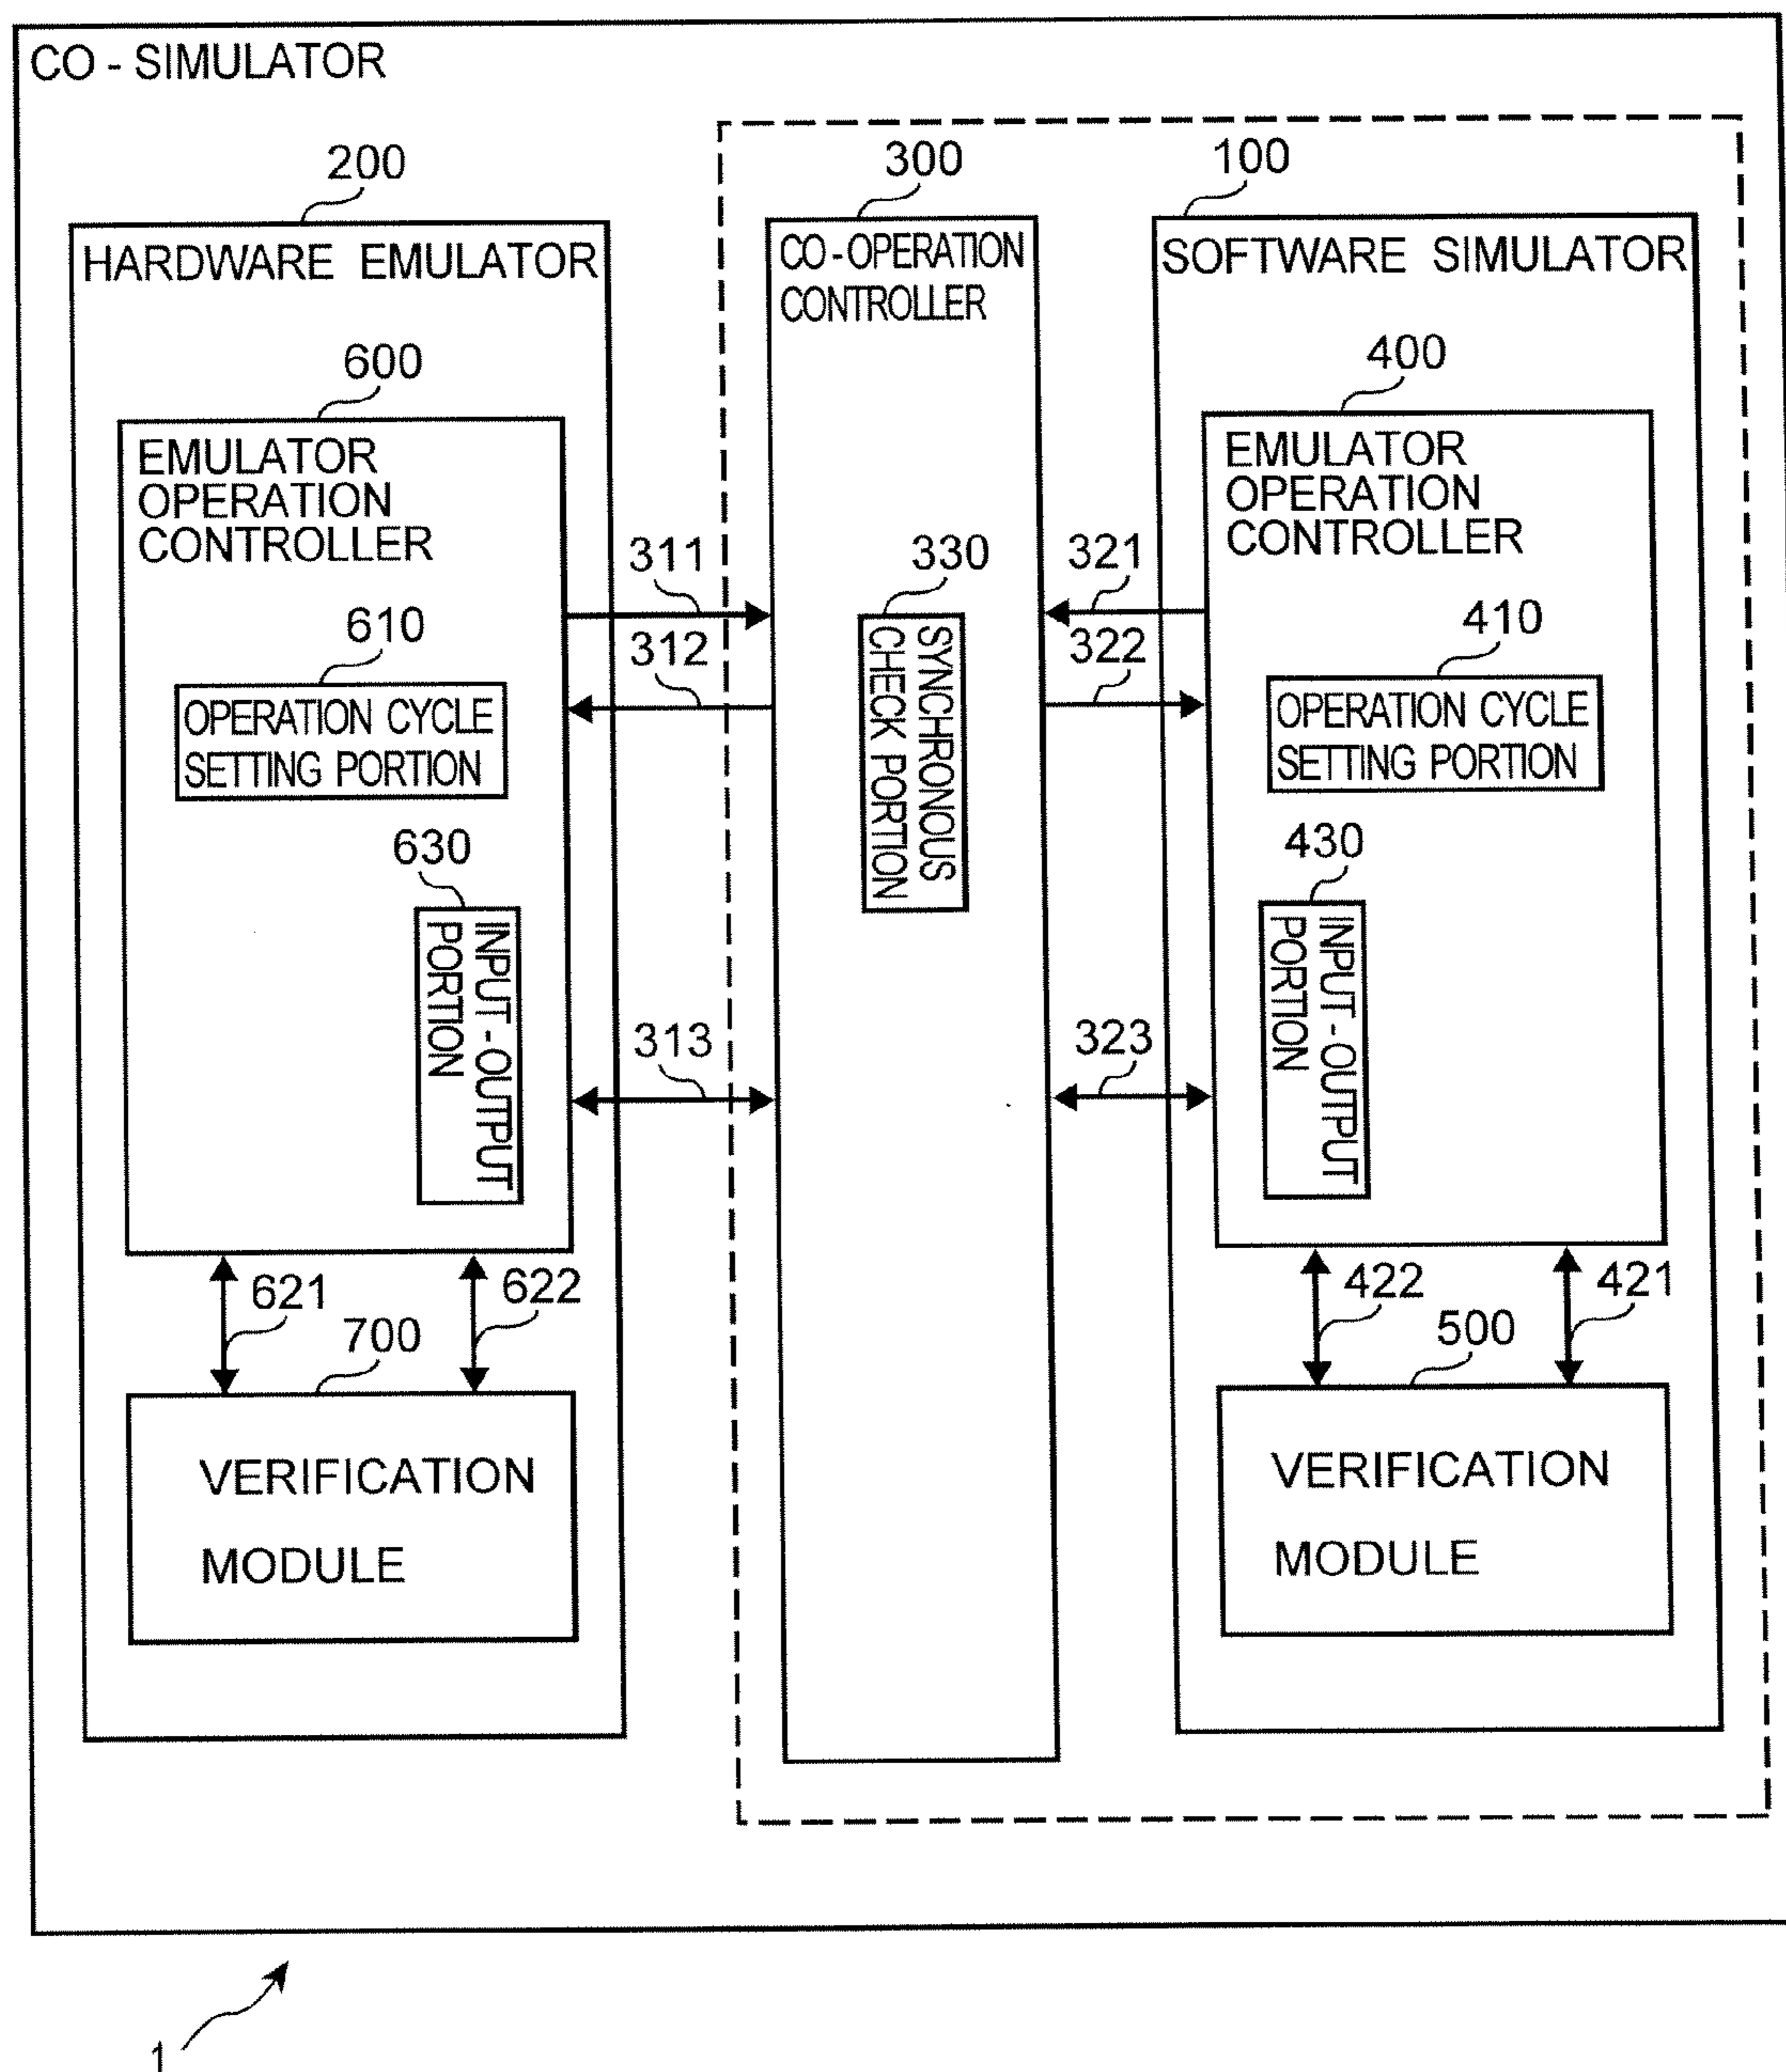 CO - SIMULATOR
200
300
100
HARDWARE EMULATOR
CO-OPERATION
CONTROLLER
SOFTWARE SIMULATOR
600
400
EMULATOR
OPERATION
CONTROLLER
EMULATOR
OPERATION
CONTROLLER
311
330
321
610
312
SYNCHRONOUS
CHECK PORTION
322
410
OPERATION CYCLE
SETTING PORTION
OPERATION CYCLE
SETTING PORTION
630
430
INPUT-OUTPUT
PORTION
INPUT-OUTPUT
PORTION
313
323
621
622
422
421
700
500
VERIFICATION
MODULE
VERIFICATION
MODULE
1